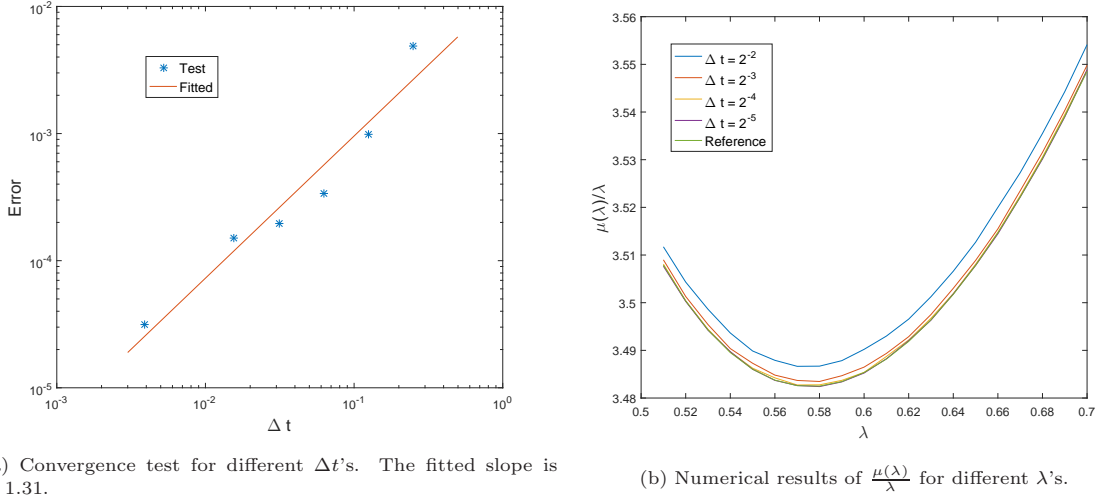 10^-2
10^-3
10^-4
10^-5
Error
Test
Fitted
10^-3
10^-2
10^-1
10^0
Δ t
) Convergence test for different Δt's. The fitted slope is
1.31.
3.56
3.55
3.54
3.53
3.52
3.51
3.5
3.49
3.48
μ(λ)/λ
Δ t = 2^-2
Δ t = 2^-3
Δ t = 2^-4
Δ t = 2^-5
Reference
0.5
0.52
0.54
0.56
0.58
0.6
0.62
0.64
0.66
0.68
0.7
λ
(b) Numerical results of μ(λ)/λ for different λ's.